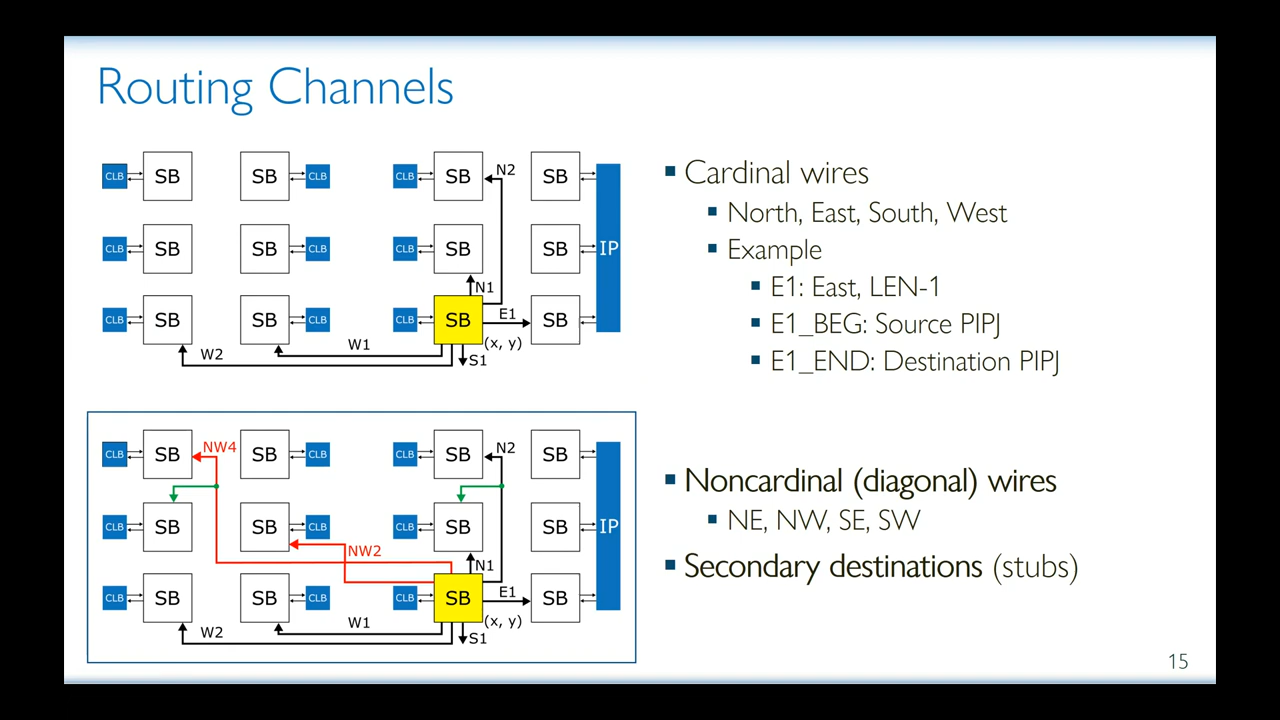 Routing Channels
CLB SB SB CLB CLB SB N2 SB
CLB SB SB CLB CLB SB SB IP
N1
CLB SB SB CLB CLB SB E1 SB
W2 W1 (x, y)
S1
▪ Cardinal wires
▪ North, East, South, West
▪ Example
▪ E1: East, LEN-1
▪ E1_BEG: Source PIPJ
▪ E1_END: Destination PIPJ
CLB SB NW4 SB CLB CLB SB N2 SB
CLB SB SB CLB CLB SB SB IP
NW2 N1
CLB SB SB CLB CLB SB E1 SB
W2 W1 (x, y)
S1
▪ Noncardinal (diagonal) wires
▪ NE, NW, SE, SW
▪ Secondary destinations (stubs)
15